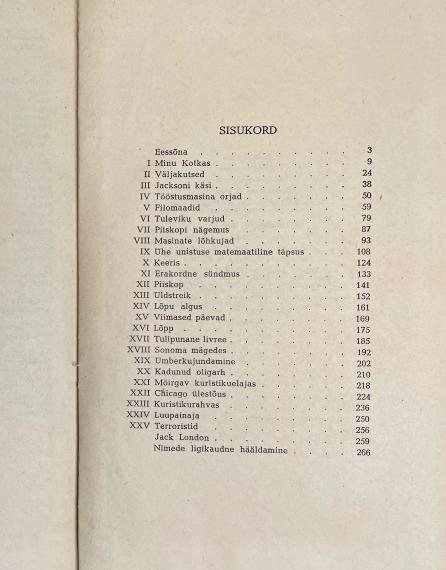 SISUKORD
Eessõna . . . . . . . . . . 3
I Minu Kotkas . . . . . . . . . 9
II Väljakutsed . . . . . . . . . 24
III Jacksoni käsi . . . . . . . . . 38
IV Tööstusmasina orjad . . . . . . . 50
V Filomaadid . . . . . . . . . 59
VI Tuleviku varjud . . . . . . . . 79
VII Piiskopi nägemus . . . . . . . 87
VIII Masinate lõhkujad . . . . . . . 93
IX Ühe unistuse matemaatiline täpsus . . . 108
X Keeris . . . . . . . . . . 124
XI Erakordne sündmus . . . . . . . 133
XII Piiskop . . . . . . . . . 141
XIII Üldstreik . . . . . . . . . 152
XIV Lõpu algus . . . . . . . . . 161
XV Viimased päevad . . . . . . . . 169
XVI Lõpp . . . . . . . . . . 175
XVII Tulipunane livree . . . . . . . . 185
XVIII Sonoma mägedes . . . . . . . . 192
XIX Ümberkujundamine . . . . . . . 202
XX Kadunud oligarh . . . . . . . . 210
XXI Möirgav kuristikuelajas . . . . . . 218
XXII Chicago ülestõus . . . . . . . . 224
XXIII Kuristikurahvas . . . . . . . . 236
XXIV Luupainaja . . . . . . . . . 250
XXV Terroristid . . . . . . . . . 256
Jack London . . . . . . . . . 259
Nimede ligikaudne hääldamine . . . . 266